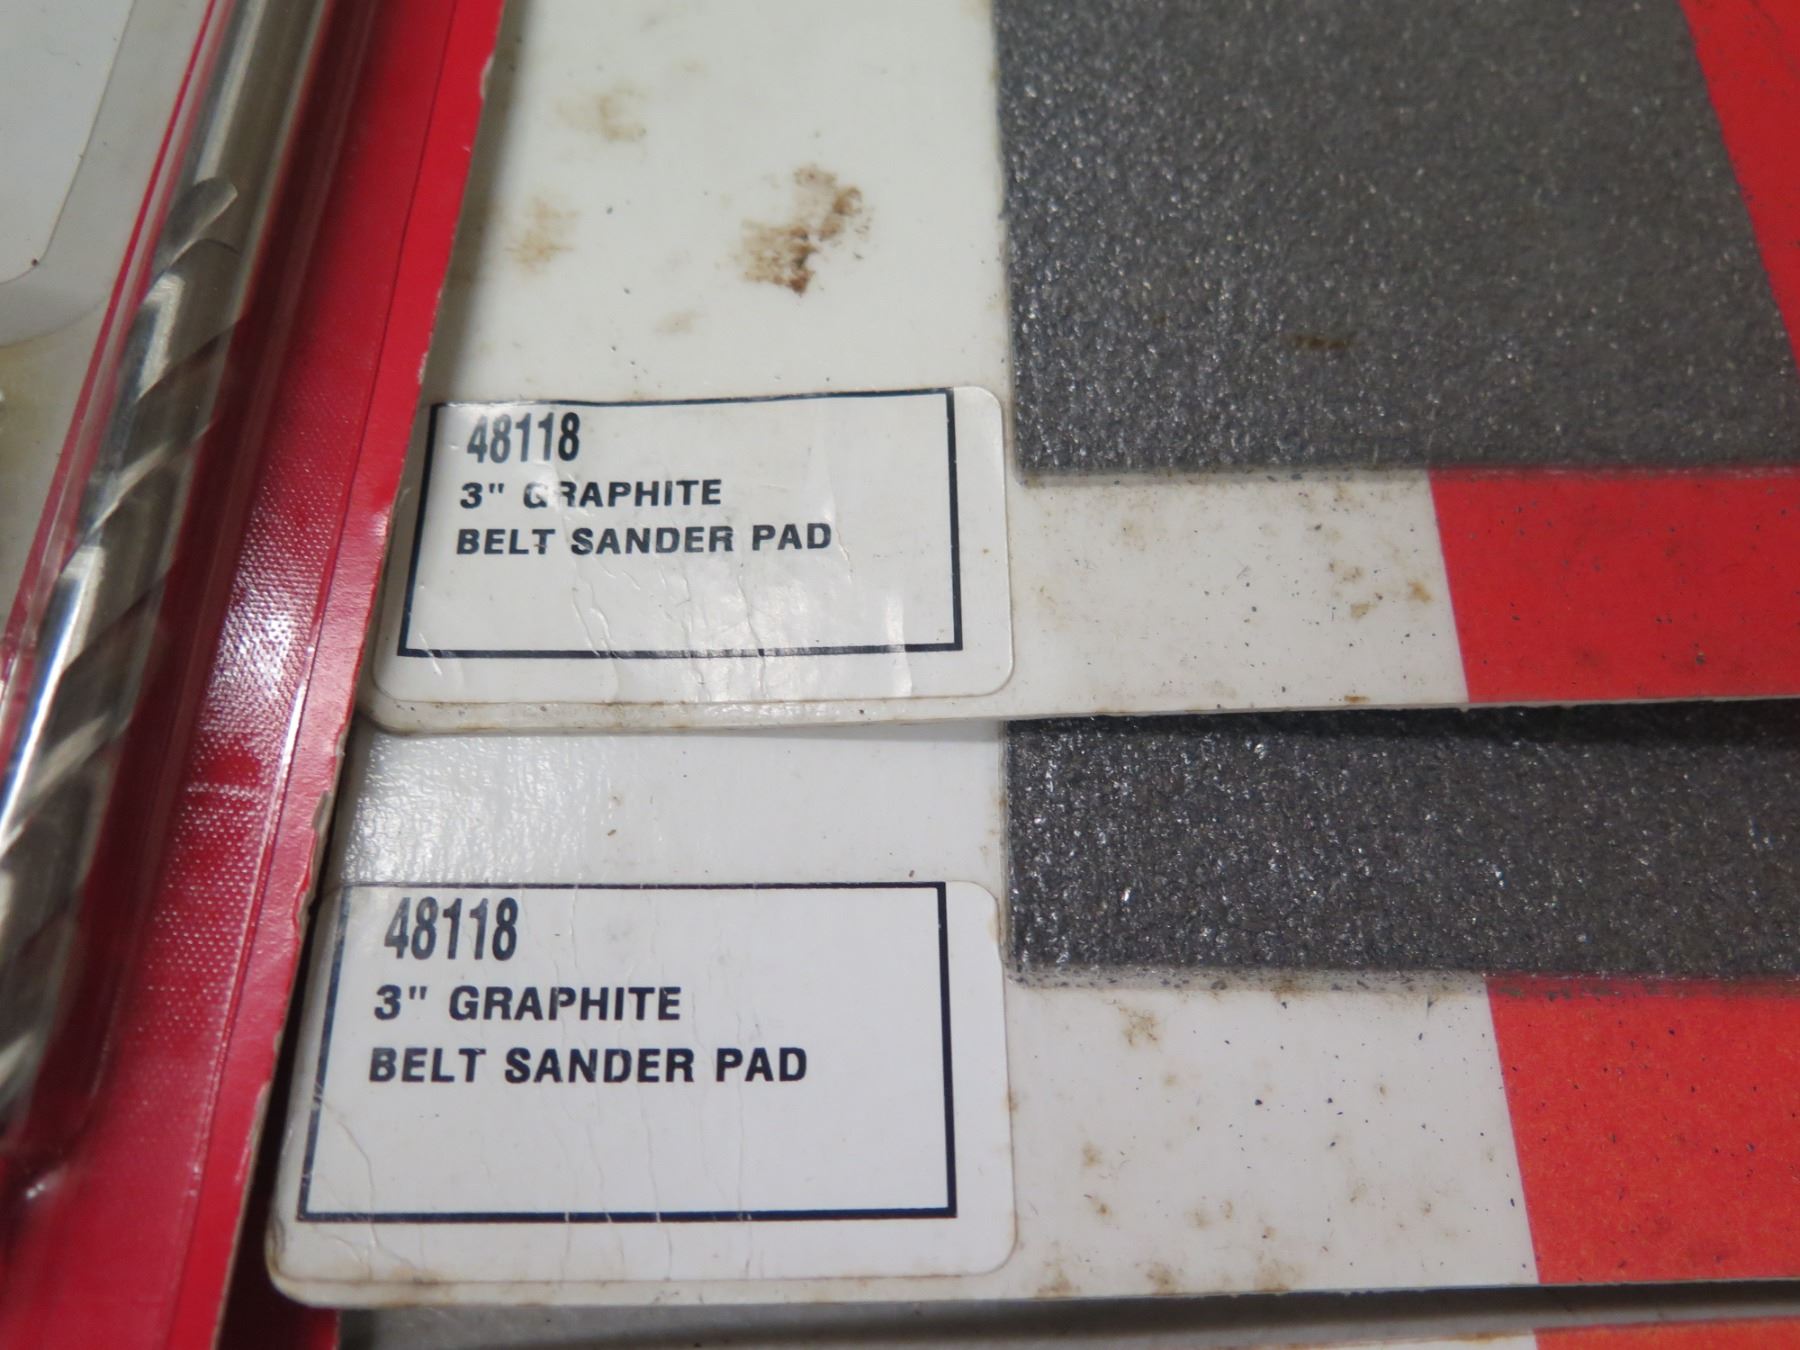 48118
3" GRAPHITE
BELT SANDER PAD
48118
3" GRAPHITE
BELT SANDER PAD